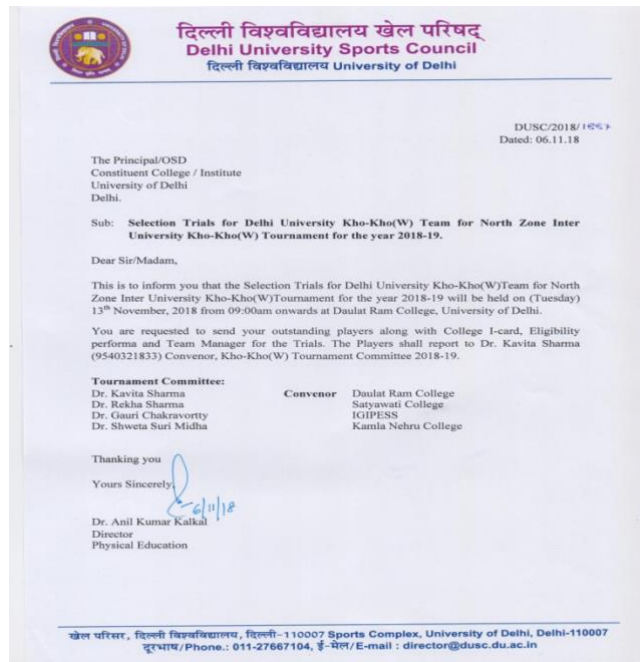 दिल्ली विश्वविद्यालय खेल परिषद्
Delhi University Sports Council
दिल्ली विश्वविद्यालय University of Delhi
DUSC/2018/
Dated: 06.11.18
The Principal/OSD
Constituent College / Institute
University of Delhi
Delhi.
Sub: Selection Trials for Delhi University Kho-Kho(W) Team for North Zone Inter
University Kho-Kho(W) Tournament for the year 2018-19.
Dear Sir/Madam,
This is to inform you that the Selection Trials for Delhi University Kho-Kho(W)Team for North
Zone Inter University Kho-Kho(W)Tournament for the year 2018-19 will be held on (Tuesday)
13th November, 2018 from 09:00am onwards at Daulat Ram College, University of Delhi.
You are requested to send your outstanding players along with College I-card, Eligibility
performa and Team Manager for the Trials. The Players shall report to Dr. Kavita Sharma
(9540321833) Convenor, Kho-Kho(W) Tournament Committee 2018-19.
Tournament Committee:
Dr. Kavita Sharma Convenor Daulat Ram College
Dr. Rekha Sharma Satyawati College
Dr. Gauri Chakravortty IGIPESS
Dr. Shweta Suri Midha Kamla Nehru College
Thanking you
Yours Sincerely,
6/11/18
Dr. Anil Kumar Kalkal
Director
Physical Education
खेल परिसर, दिल्ली विश्वविद्यालय, दिल्ली-110007 Sports Complex, University of Delhi, Delhi-110007
दूरभाष/Phone.: 011-27667104, ई-मेल/E-mail : director@dusc.du.ac.in